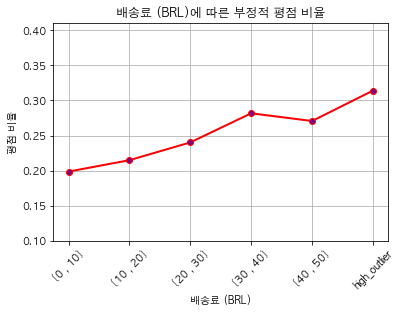 배송료 (BRL)에 따른 부정적 평점 비율
평점 비율
0.40
0.35
0.30
0.25
0.20
0.15
0.10
(0 , 10)
(10 , 20)
(20 , 30)
(30 , 40)
(40 , 50)
hgh_outlier
배송료 (BRL)